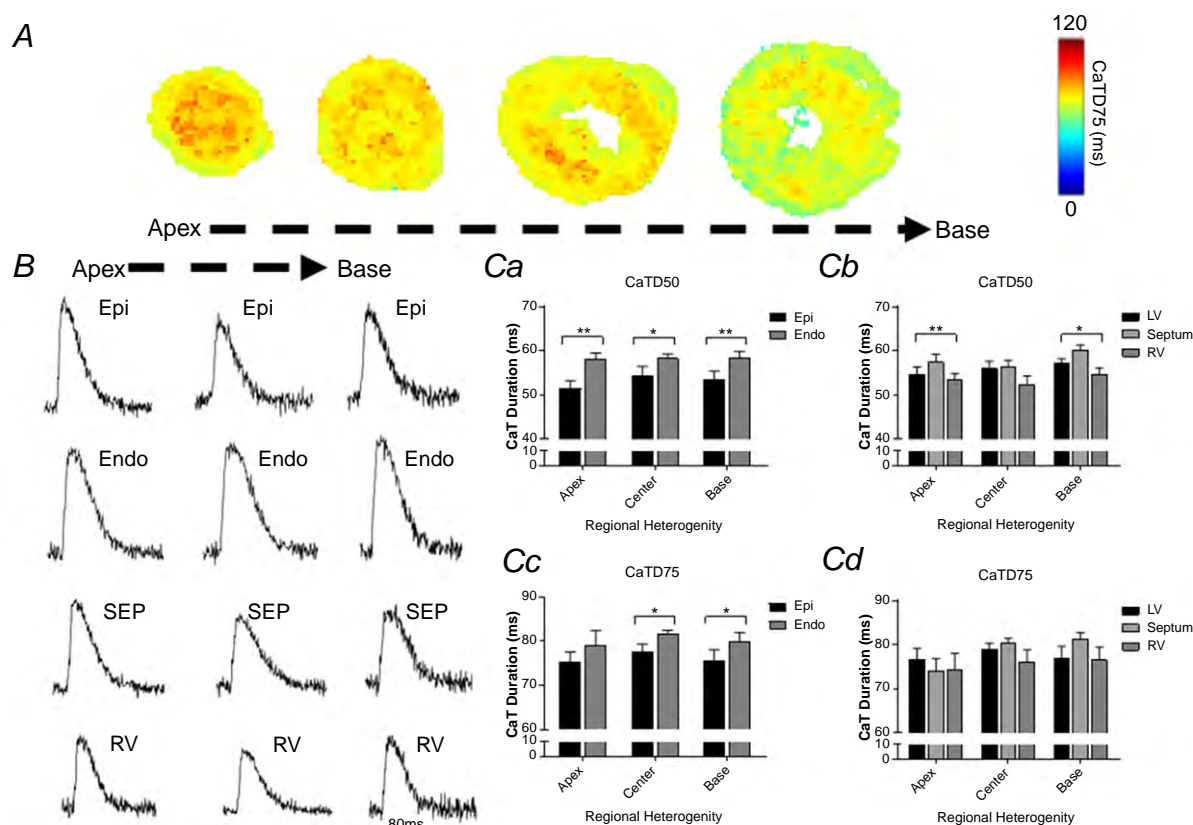 A
120
CaTD75 (ms)
0
Apex
Base
B
Apex
Base
Epi
Epi
Epi
Endo
Endo
Endo
SEP
SEP
SEP
RV
RV
RV
80ms
Ca
CaTD50
CaT Duration (ms)
70
60
50
40
10
0
**
*
**
Epi
Endo
Apex
Center
Base
Regional Heterogenity
Cb
CaTD50
CaT Duration (ms)
70
60
50
40
10
0
**
*
LV
Septum
RV
Apex
Center
Base
Regional Heterogenity
Cc
CaTD75
CaT Duration (ms)
90
80
70
60
10
0
*
*
Epi
Endo
Apex
Center
Base
Regional Heterogenity
Cd
CaTD75
CaT Duration (ms)
90
80
70
60
10
0
LV
Septum
RV
Apex
Center
Base
Regional Heterogenity